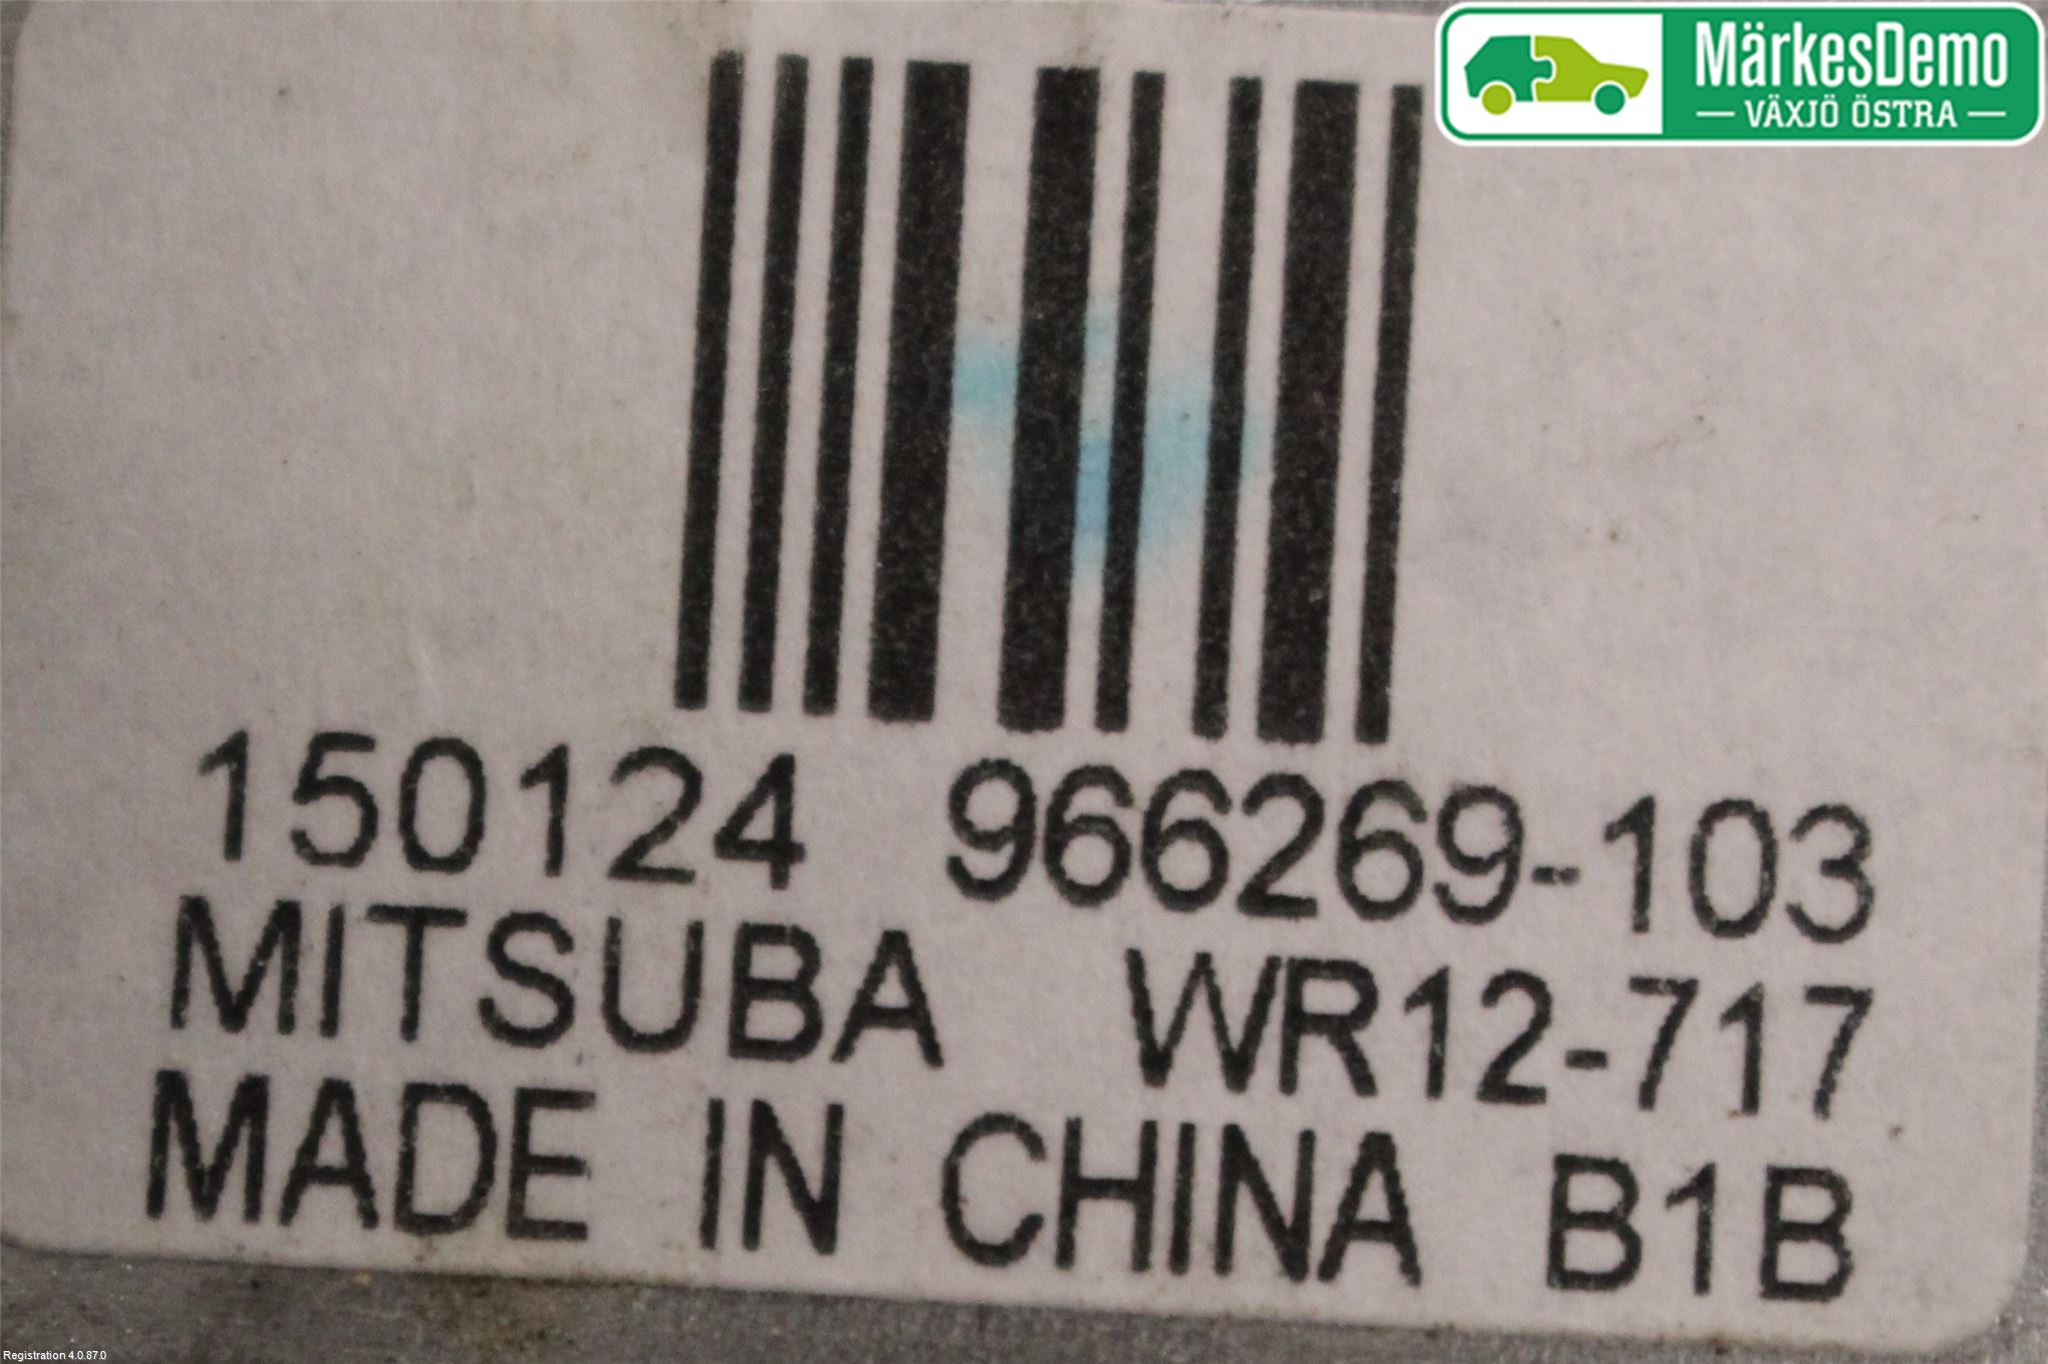 MärkesDemo
VÄXJÖ ÖSTRA
150124 966269-103
MITSUBA WR12-717
MADE IN CHINA B1B
Registration 4.0.87.0